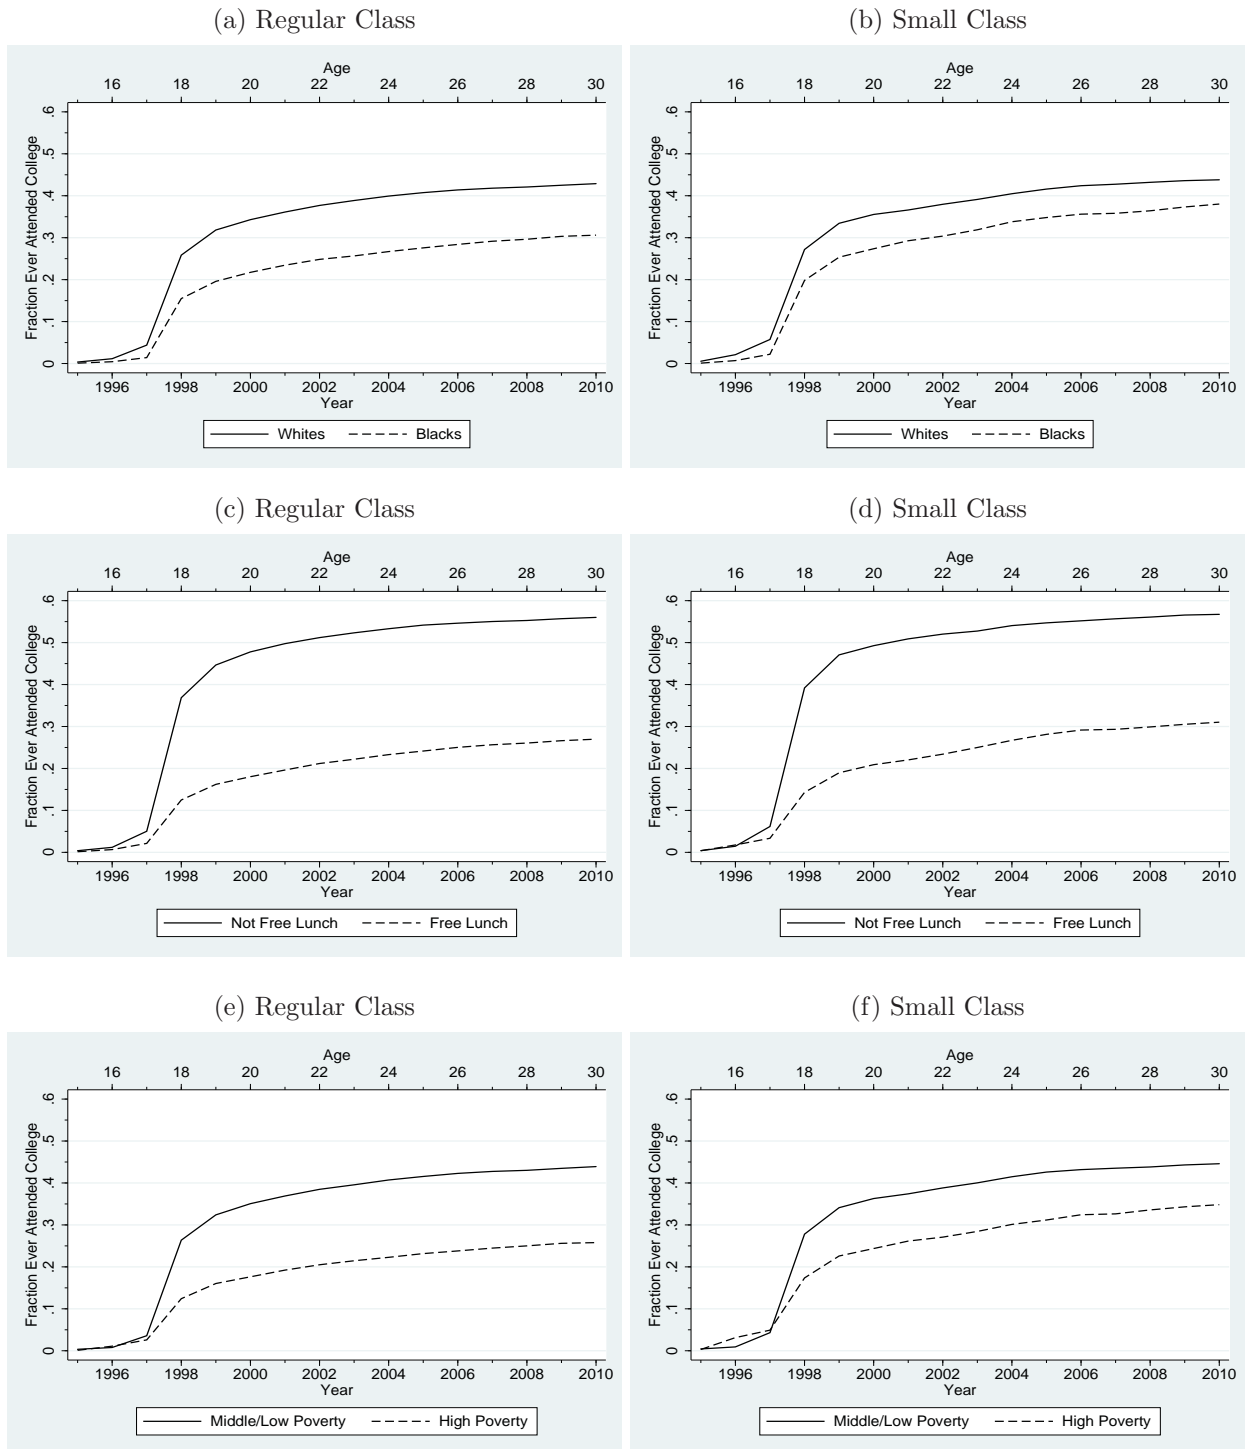 (a) Regular Class
Age
16 18 20 22 24 26 28 30
Fraction Ever Attended College
0 .1 .2 .3 .4 .5 .6
1996 1998 2000 2002 2004 2006 2008 2010
Year
Whites Blacks
(b) Small Class
Age
16 18 20 22 24 26 28 30
Fraction Ever Attended College
0 .1 .2 .3 .4 .5 .6
1996 1998 2000 2002 2004 2006 2008 2010
Year
Whites Blacks
(c) Regular Class
Age
16 18 20 22 24 26 28 30
Fraction Ever Attended College
0 .1 .2 .3 .4 .5 .6
1996 1998 2000 2002 2004 2006 2008 2010
Year
Not Free Lunch Free Lunch
(d) Small Class
Age
16 18 20 22 24 26 28 30
Fraction Ever Attended College
0 .1 .2 .3 .4 .5 .6
1996 1998 2000 2002 2004 2006 2008 2010
Year
Not Free Lunch Free Lunch
(e) Regular Class
Age
16 18 20 22 24 26 28 30
Fraction Ever Attended College
0 .1 .2 .3 .4 .5 .6
1996 1998 2000 2002 2004 2006 2008 2010
Year
Middle/Low Poverty High Poverty
(f) Small Class
Age
16 18 20 22 24 26 28 30
Fraction Ever Attended College
0 .1 .2 .3 .4 .5 .6
1996 1998 2000 2002 2004 2006 2008 2010
Year
Middle/Low Poverty High Poverty